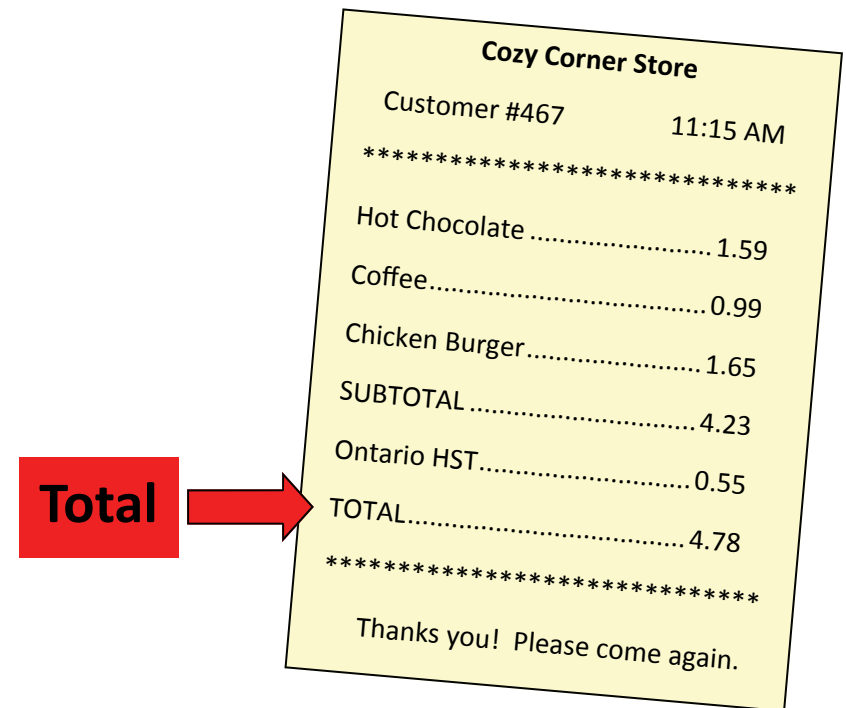 Cozy Corner Store
Customer #467 11:15 AM
******************************
Hot Chocolate ......................... 1.59
Coffee...................................... 0.99
Chicken Burger........................ 1.65
SUBTOTAL ............................... 4.23
Ontario HST............................. 0.55
Total
TOTAL...................................... 4.78
******************************
Thanks you! Please come again.